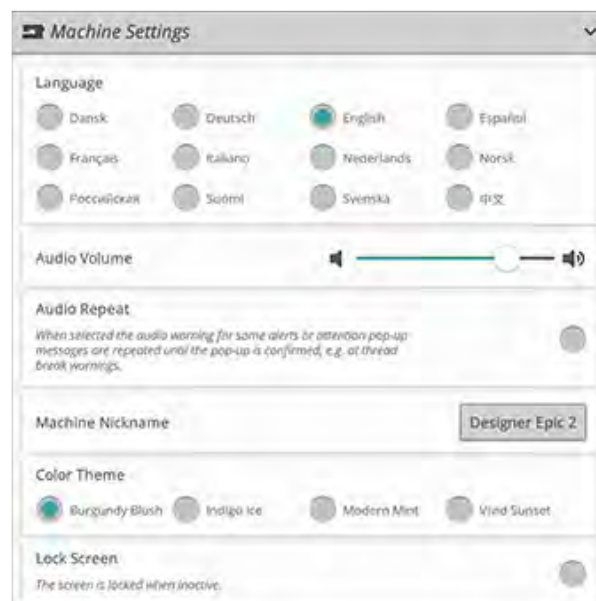 Machine Settings
Language
Dansk Deutsch English Español
Français Italiano Nederlands Norsk
Российская Suomi Svenska 中文
Audio Volume
Audio Repeat
When selected the audio warning for some alerts or attention pop-up
messages are repeated until the pop-up is confirmed, e.g. at thread
break warnings.
Machine Nickname Designer Epic 2
Color Theme
Burgundy Blush Indigo Ice Modern Mint Vivid Sunset
Lock Screen
The screen is locked when inactive.